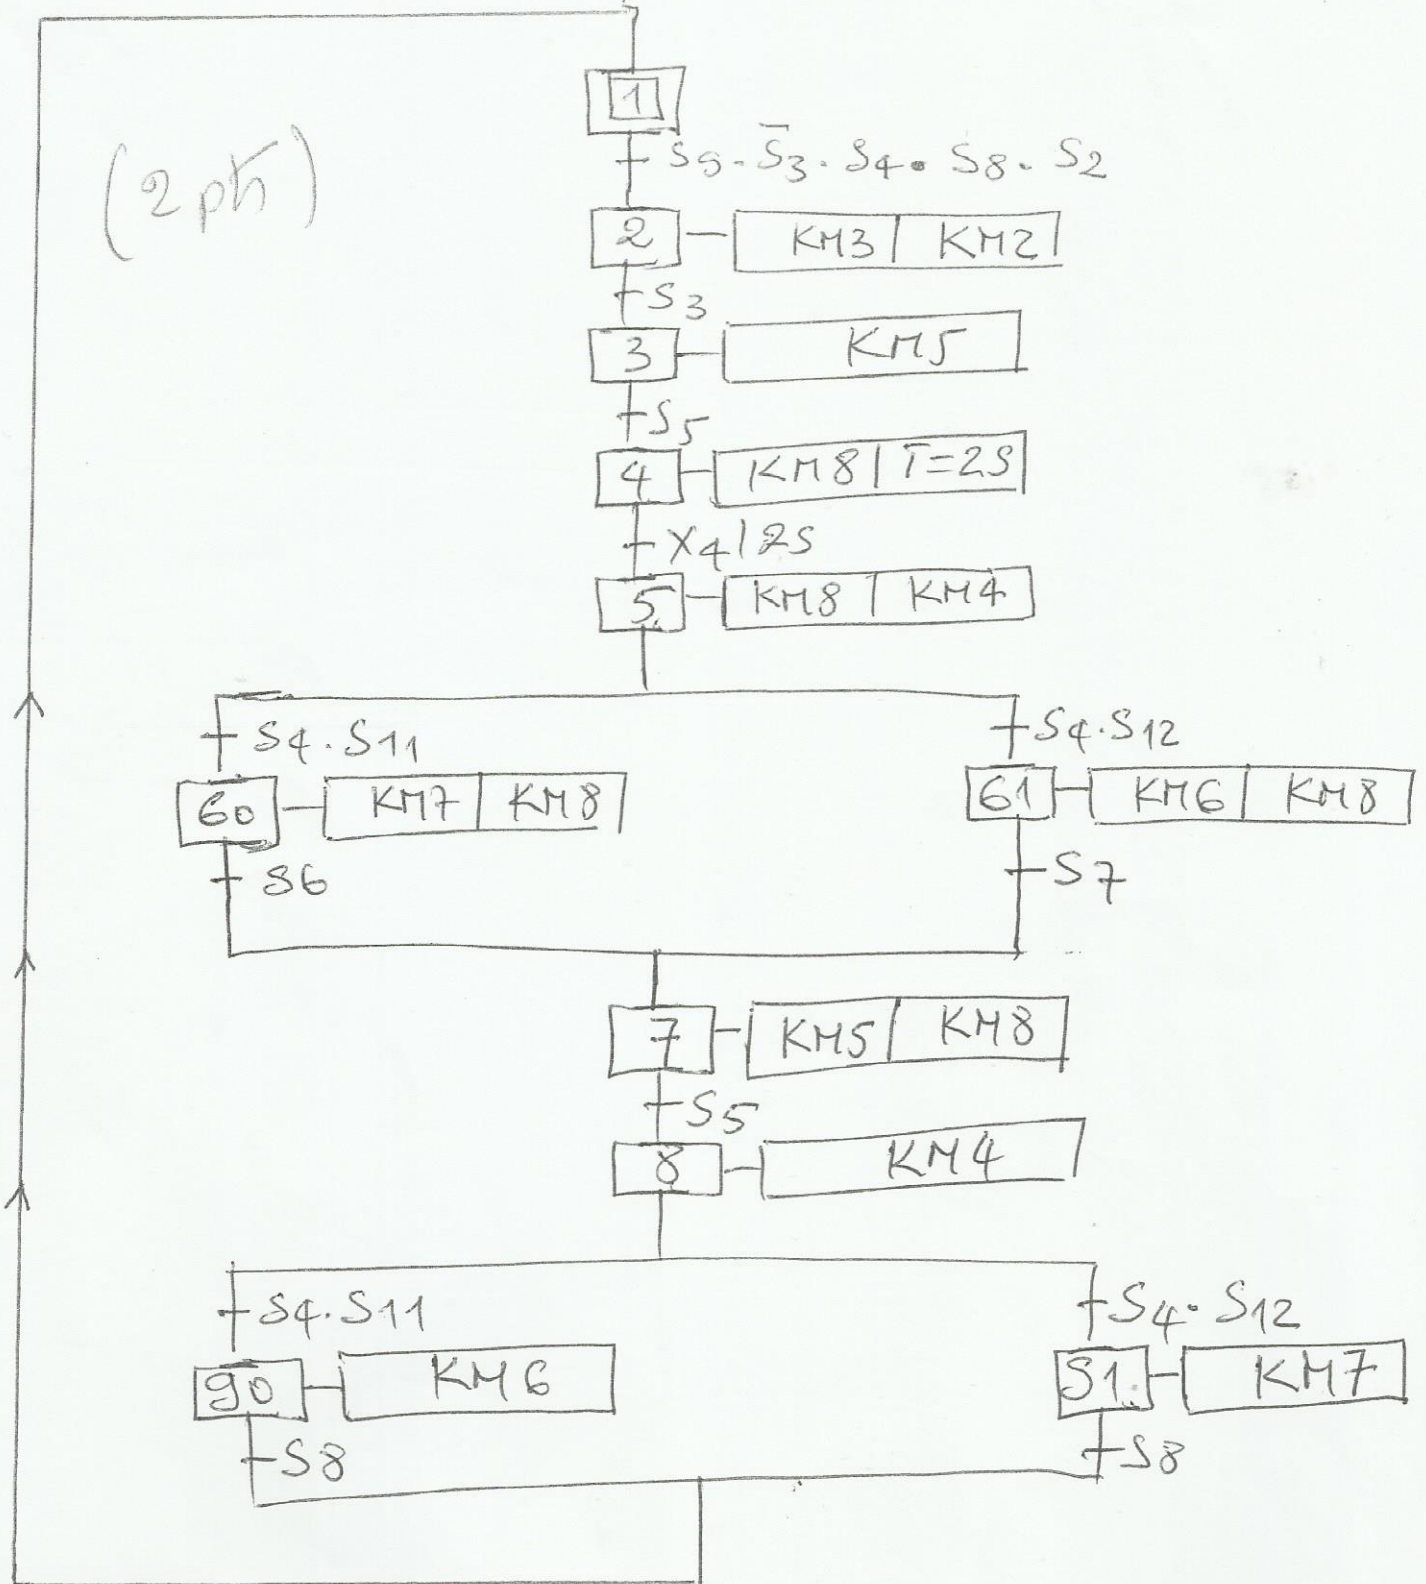 1
S9 . S̅3 . S4 . S8 . S2
(2pts)
2 KM3 KM2
S3
3 KM5
S5
4 KM8 T=2S
X4/2S
5 KM8 KM4
S4.S11 S4.S12
60 KM7 KM8 61 KM6 KM8
S6 S7
7 KM5 KM8
S5
8 KM4
S4.S11 S4.S12
90 KM6 91 KM7
S8 S8